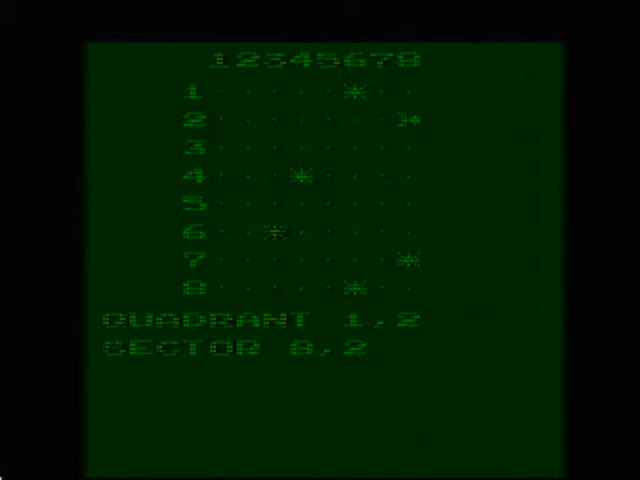 12345678
1 . . . . . * . .
2 . . . . . . .
3 . . . . . . . .
4 . . . * . . . .
5 . . . . . . . .
6 . . * . . . . .
7 . . . . . . . *
8 . . . . . * . .
QUADRANT 1,2
SECTOR 8,2